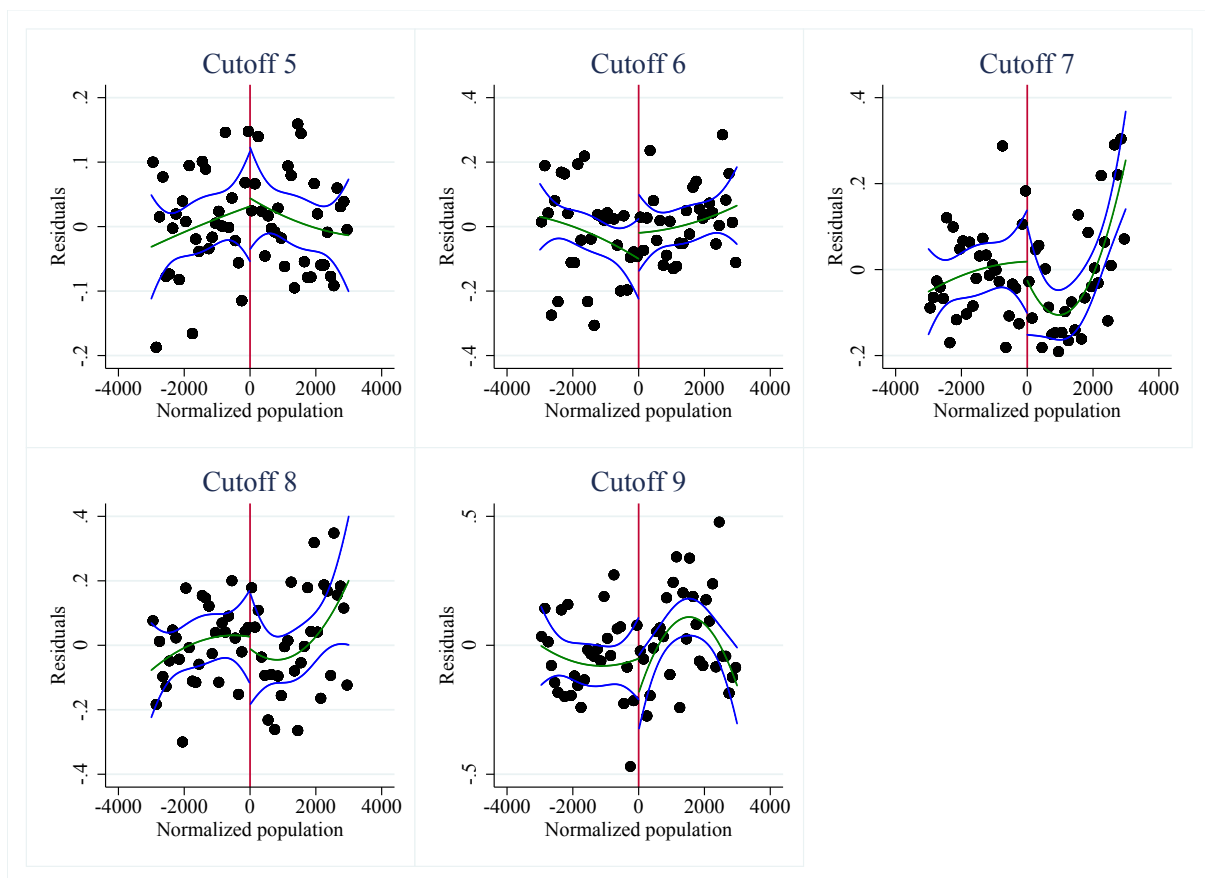 Cutoff 5
.2
.1
0
-.1
-.2
Residuals
-4000 -2000 0 2000 4000
Normalized population
Cutoff 6
.4
.2
0
-.2
-.4
Residuals
-4000 -2000 0 2000 4000
Normalized population
Cutoff 7
.4
.2
0
-.2
Residuals
-4000 -2000 0 2000 4000
Normalized population
Cutoff 8
.4
.2
0
-.2
-.4
Residuals
-4000 -2000 0 2000 4000
Normalized population
Cutoff 9
.5
0
-.5
Residuals
-4000 -2000 0 2000 4000
Normalized population